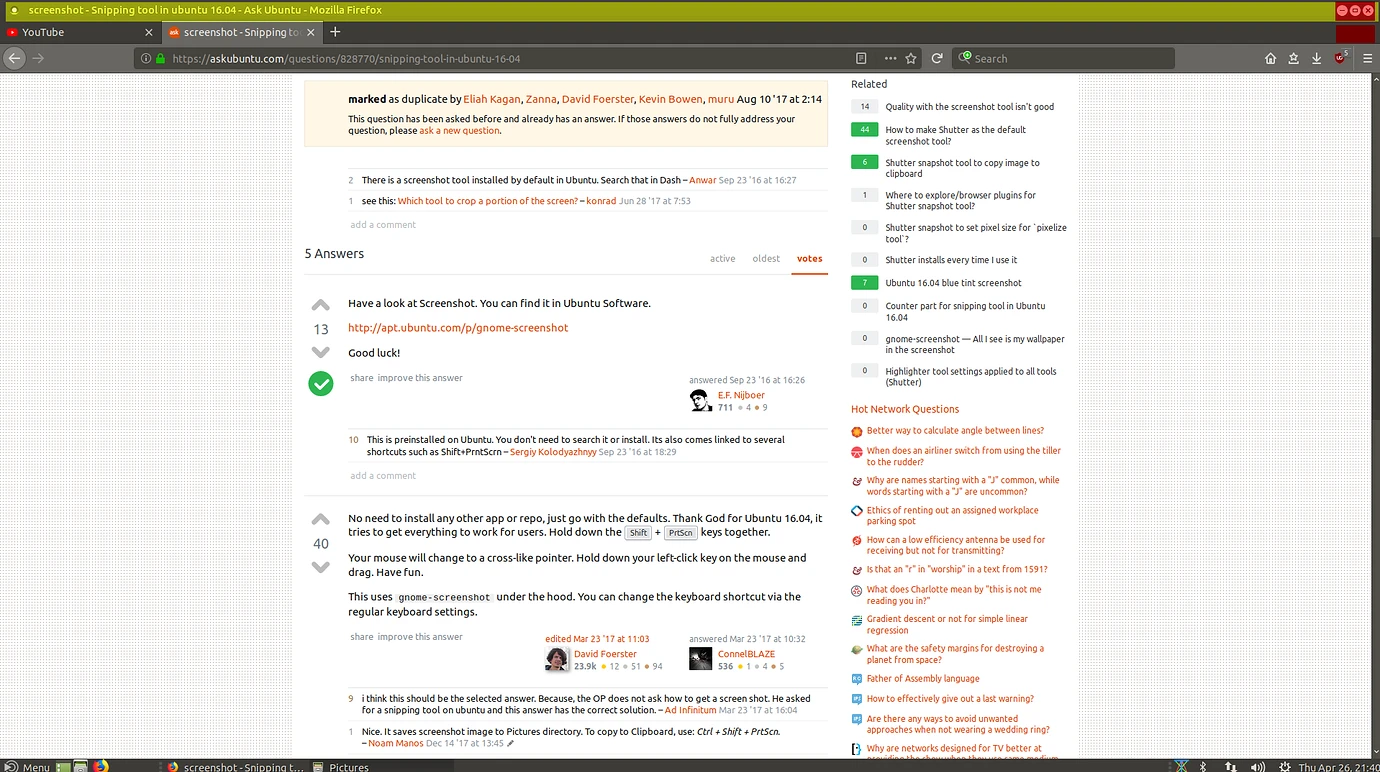 screenshot - Snipping tool in ubuntu 16.04 - Ask Ubuntu - Mozilla Firefox
YouTube
screenshot - Snipping to
https://askubuntu.com/questions/828770/snipping-tool-in-ubuntu-16-04
Search
5
marked as duplicate by Eliah Kagan, Zanna, David Foerster, Kevin Bowen, muru Aug 10 '17 at 2:14
This question has been asked before and already has an answer. If those answers do not fully address your
question, please ask a new question.
2 There is a screenshot tool installed by default in Ubuntu. Search that in Dash – Anwar Sep 23 '16 at 16:27
1 see this: Which tool to crop a portion of the screen? – konrad Jun 28 '17 at 7:53
add a comment
5 Answers
active oldest votes
Have a look at Screenshot. You can find it in Ubuntu Software.
13
http://apt.ubuntu.com/p/gnome-screenshot
Good luck!
share improve this answer
answered Sep 23 '16 at 16:26
E.F. Nijboer
711 4 9
10 This is preinstalled on Ubuntu. You don't need to search it or install. Its also comes linked to several
shortcuts such as Shift+PrntScrn – Sergiy Kolodyazhnyy Sep 23 '16 at 18:29
add a comment
No need to install any other app or repo, just go with the defaults. Thank God for Ubuntu 16.04, it
tries to get everything to work for users. Hold down the Shift + PrtScn keys together.
40
Your mouse will change to a cross-like pointer. Hold down your left-click key on the mouse and
drag. Have fun.
This uses gnome-screenshot under the hood. You can change the keyboard shortcut via the
regular keyboard settings.
share improve this answer
edited Mar 23 '17 at 11:03
David Foerster
23.9k 12 51 94
answered Mar 23 '17 at 10:32
ConnelBLAZE
536 1 4 5
9 i think this should be the selected answer. Because, the OP does not ask how to get a screen shot. He asked
for a snipping tool on ubuntu and this answer has the correct solution. – Ad Infinitum Mar 23 '17 at 16:04
1 Nice. It saves screenshot image to Pictures directory. To copy to Clipboard, use: Ctrl + Shift + PrtScn.
– Noam Manos Dec 14 '17 at 13:45
Related
14 Quality with the screenshot tool isn't good
44 How to make Shutter as the default
screenshot tool?
6 Shutter snapshot tool to copy image to
clipboard
1 Where to explore/browser plugins for
Shutter snapshot tool?
0 Shutter snapshot to set pixel size for `pixelize
tool`?
0 Shutter installs every time I use it
7 Ubuntu 16.04 blue tint screenshot
0 Counter part for snipping tool in Ubuntu
16.04
0 gnome-screenshot — All I see is my wallpaper
in the screenshot
0 Highlighter tool settings applied to all tools
(Shutter)
Hot Network Questions
Better way to calculate angle between lines?
When does an airliner switch from using the tiller
to the rudder?
Why are names starting with a "J" common, while
words starting with a "J" are uncommon?
Ethics of renting out an assigned workplace
parking spot
How can a low efficiency antenna be used for
receiving but not for transmitting?
Is that an "r" in "worship" in a text from 1591?
What does Charlotte mean by "this is not me
reading you in?"
Gradient descent or not for simple linear
regression
What are the safety margins for destroying a
planet from space?
Father of Assembly language
How to effectively give out a last warning?
Are there any ways to avoid unwanted
approaches when not wearing a wedding ring?
Why are networks designed for TV better at
providing the show when they use same medium
Menu
screenshot - Snipping t...
Pictures
Thu Apr 26, 21:40